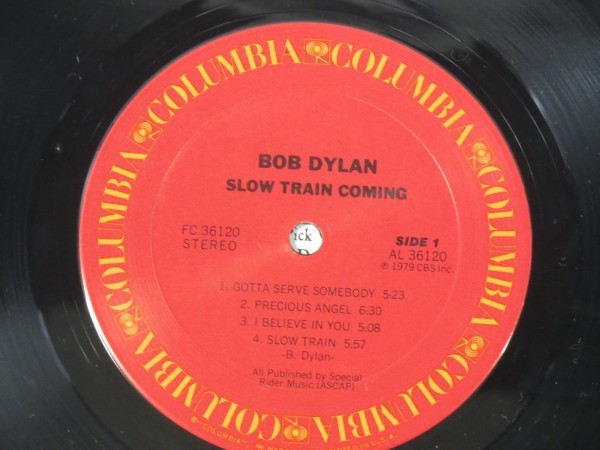 COLUMBIA COLUMBIA COLUMBIA COLUMBIA COLUMBIA COLUMBIA
BOB DYLAN
SLOW TRAIN COMING
FC 36120
STEREO
ick
SIDE 1
AL 36120
℗ 1979 CBS Inc.
1. GOTTA SERVE SOMEBODY 5:23
2. PRECIOUS ANGEL 6:30
3. I BELIEVE IN YOU 5:08
4. SLOW TRAIN 5:57
-B. Dylan-
All Published by Special
Rider Music (ASCAP)